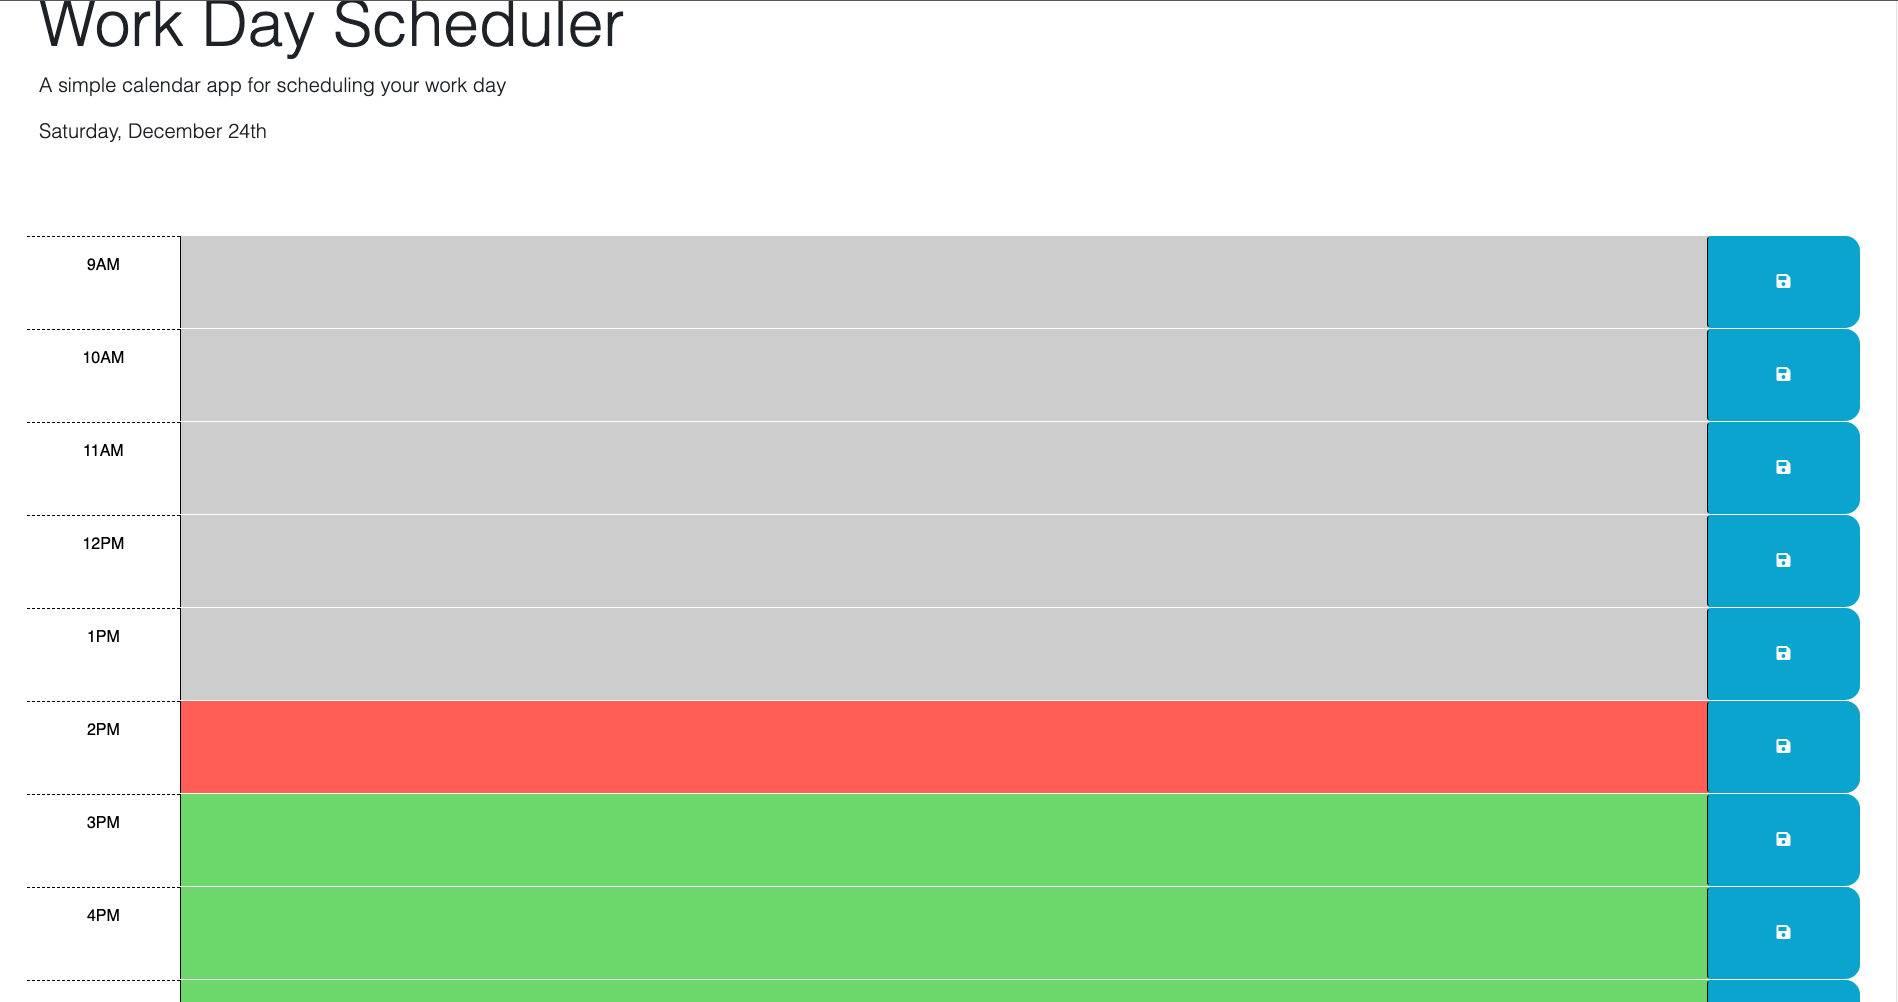 Work Day Scheduler
A simple calendar app for scheduling your work day
Saturday, December 24th
9AM
10AM
11AM
12PM
1PM
2PM
3PM
4PM